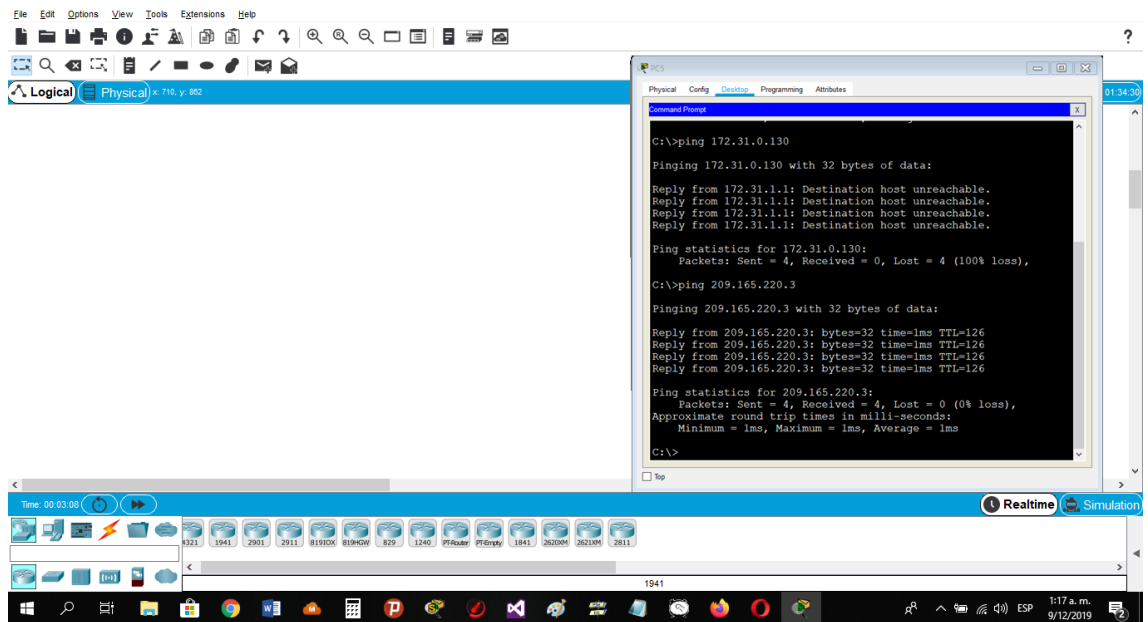 File Edit Options View Tools Extensions Help
?
PC5
Logical Physical x: 710, y: 862
01:34:30
Physical Config Desktop Programming Attributes
Command Prompt X
C:\>ping 172.31.0.130
Pinging 172.31.0.130 with 32 bytes of data:
Reply from 172.31.1.1: Destination host unreachable.
Reply from 172.31.1.1: Destination host unreachable.
Reply from 172.31.1.1: Destination host unreachable.
Reply from 172.31.1.1: Destination host unreachable.
Ping statistics for 172.31.0.130:
Packets: Sent = 4, Received = 0, Lost = 4 (100% loss),
C:\>ping 209.165.220.3
Pinging 209.165.220.3 with 32 bytes of data:
Reply from 209.165.220.3: bytes=32 time=1ms TTL=126
Reply from 209.165.220.3: bytes=32 time=1ms TTL=126
Reply from 209.165.220.3: bytes=32 time=1ms TTL=126
Reply from 209.165.220.3: bytes=32 time=1ms TTL=126
Ping statistics for 209.165.220.3:
Packets: Sent = 4, Received = 4, Lost = 0 (0% loss),
Approximate round trip times in milli-seconds:
Minimum = 1ms, Maximum = 1ms, Average = 1ms
C:\>
Top
Time: 00:03:08 Realtime Simulation
4321 1941 2901 2911 819IOX 819HGW 829 1240 PT-Router PT-Empty 1841 2620XM 2621XM 2811
1941
ESP 1:17 a. m.
9/12/2019 2